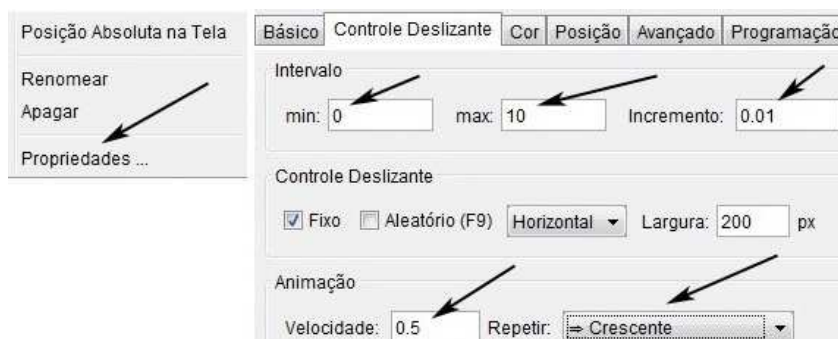 Posição Absoluta na Tela
Renomear
Apagar
Propriedades ...
Básico Controle Deslizante Cor Posição Avançado Programação
Intervalo
min: 0 max: 10 Incremento: 0.01
Controle Deslizante
Fixo Aleatório (F9) Horizontal Largura: 200 px
Animação
Velocidade: 0.5 Repetir: ⇒ Crescente